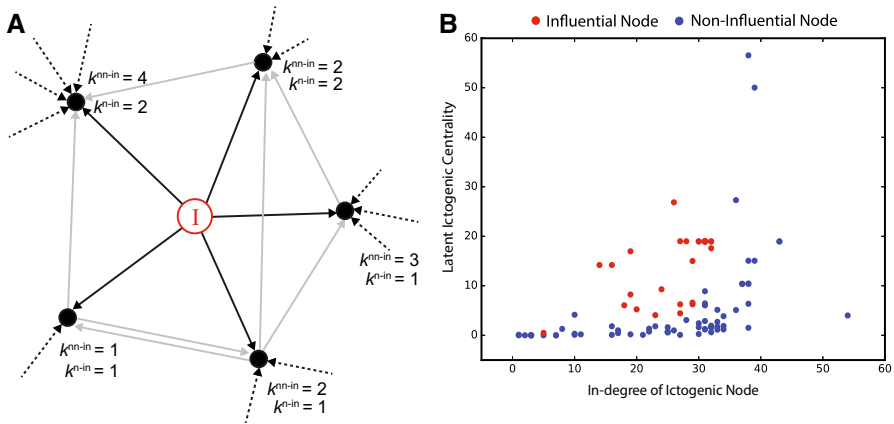 A
k^nn-in = 4
k^n-in = 2
k^nn-in = 2
k^n-in = 2
I
k^nn-in = 3
k^n-in = 1
k^nn-in = 1
k^n-in = 1
k^nn-in = 2
k^n-in = 1
B
Influential Node
Non-Influential Node
Latent Ictogenic Centrality
60
50
40
30
20
10
0
0 10 20 30 40 50 60
In-degree of Ictogenic Node